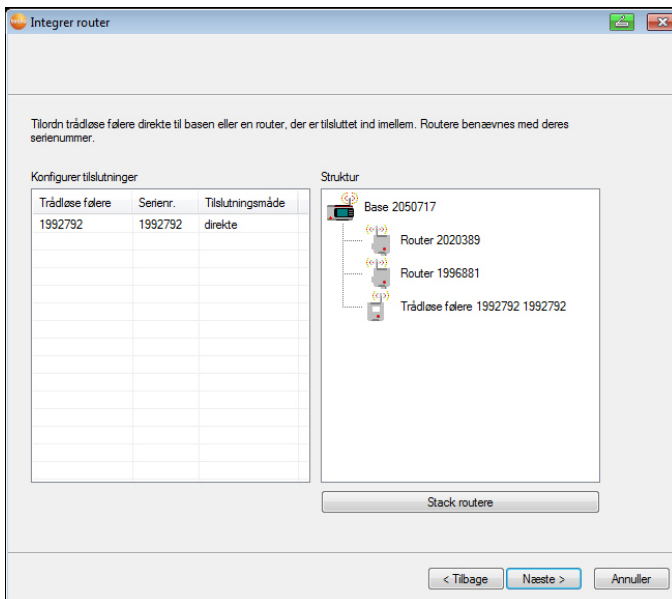 Integrer router
Tilordn trådløse følere direkte til basen eller en router, der er tilsluttet ind imellem. Routere benævnes med deres
serienummer.
Konfigurer tilslutninger
Trådløse følere Serienr. Tilslutningsmåde
1992792 1992792 direkte
Struktur
Base 2050717
Router 2020389
Router 1996881
Trådløse følere 1992792 1992792
Stack routere
< Tilbage Næste > Annuller